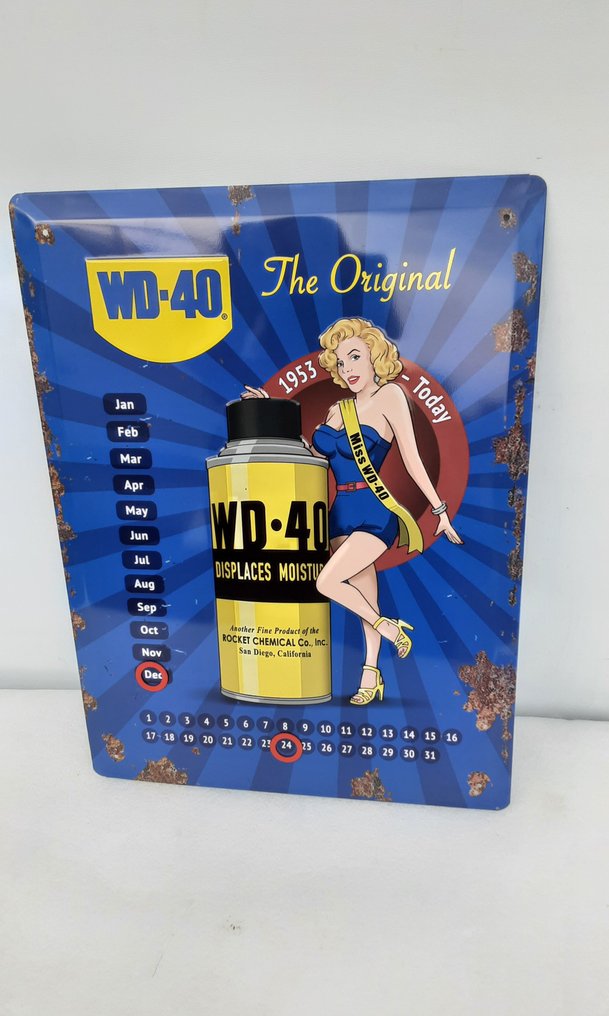 WD-40®
The Original
1953 – Today
Miss WD-40
Jan
Feb
Mar
Apr
May
Jun
Jul
Aug
Sep
Oct
Nov
Dec
WD•40
DISPLACES MOISTU
Another Fine Product of the
ROCKET CHEMICAL Co., Inc.
San Diego, California
1 2 3 4 5 6 7 8 9 10 11 12 13 14 15 16
17 18 19 20 21 22 23 24 25 26 27 28 29 30 31